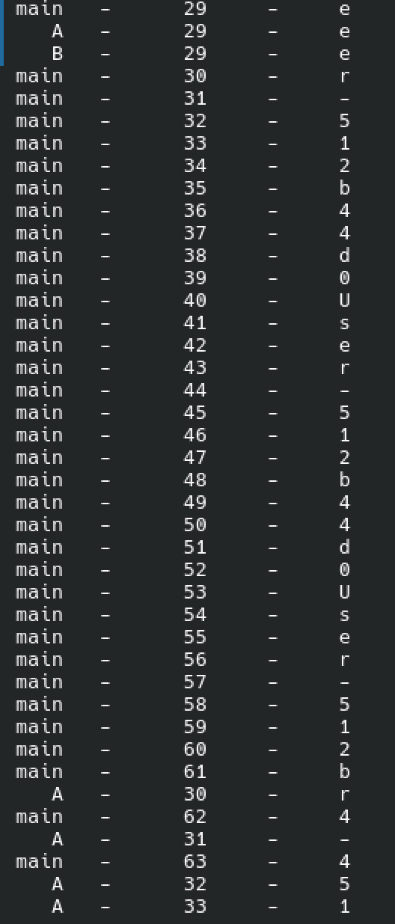 main - 29 - e
A - 29 - e
B - 29 - e
main - 30 - r
main - 31 - -
main - 32 - 5
main - 33 - 1
main - 34 - 2
main - 35 - b
main - 36 - 4
main - 37 - 4
main - 38 - d
main - 39 - 0
main - 40 - U
main - 41 - s
main - 42 - e
main - 43 - r
main - 44 - -
main - 45 - 5
main - 46 - 1
main - 47 - 2
main - 48 - b
main - 49 - 4
main - 50 - 4
main - 51 - d
main - 52 - 0
main - 53 - U
main - 54 - s
main - 55 - e
main - 56 - r
main - 57 - -
main - 58 - 5
main - 59 - 1
main - 60 - 2
main - 61 - b
A - 30 - r
main - 62 - 4
A - 31 - -
main - 63 - 4
A - 32 - 5
A - 33 - 1